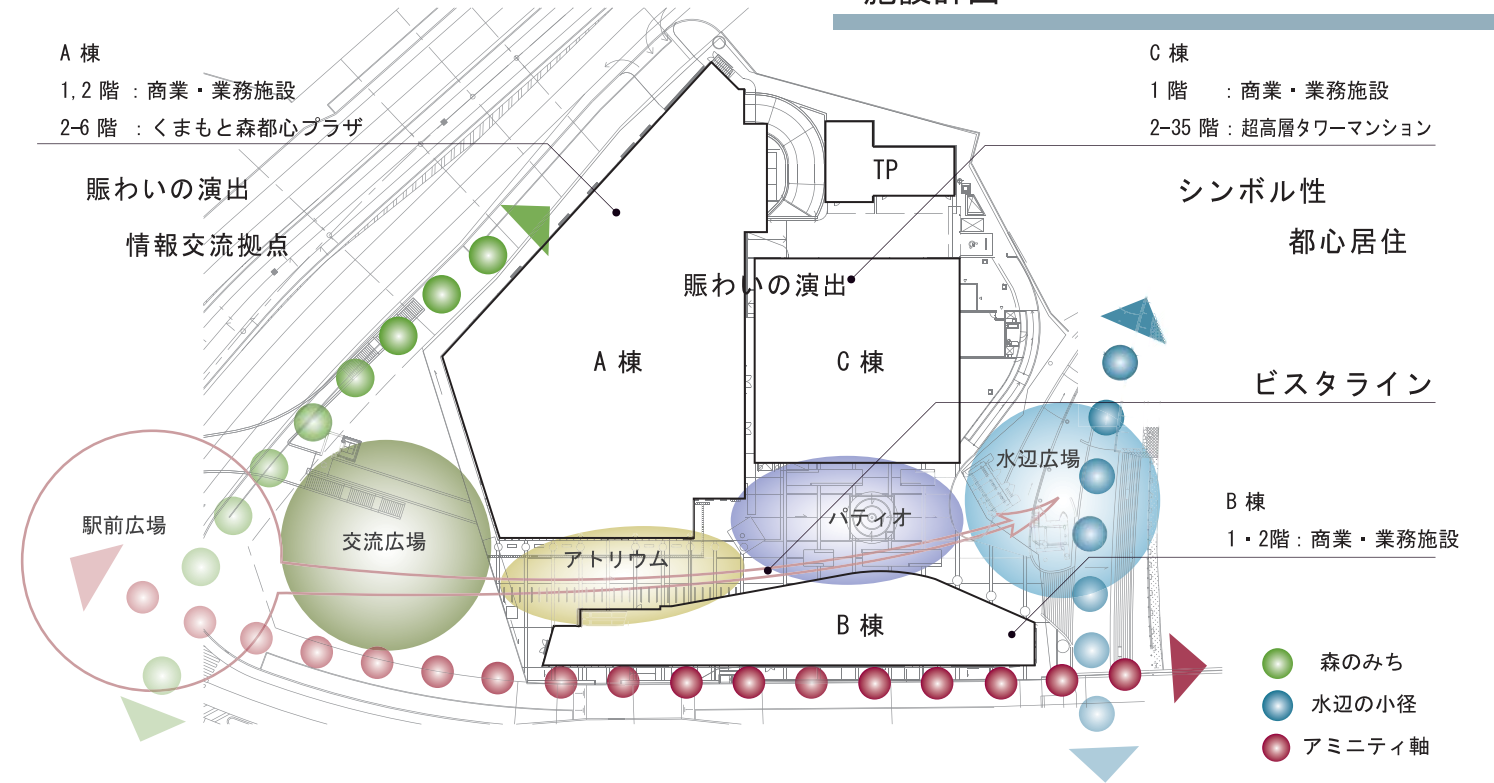 施設計画
A 棟
1,2 階 ：商業・業務施設
2-6 階 ：くまもと森都心プラザ
賑わいの演出
情報交流拠点
C 棟
1 階 ：商業・業務施設
2-35 階：超高層タワーマンション
シンボル性
都心居住
TP
賑わいの演出
A 棟
C 棟
ビスタライン
水辺広場
B 棟
1・2階：商業・業務施設
駅前広場
交流広場
アトリウム
パティオ
B 棟
森のみち
水辺の小径
アミニティ軸